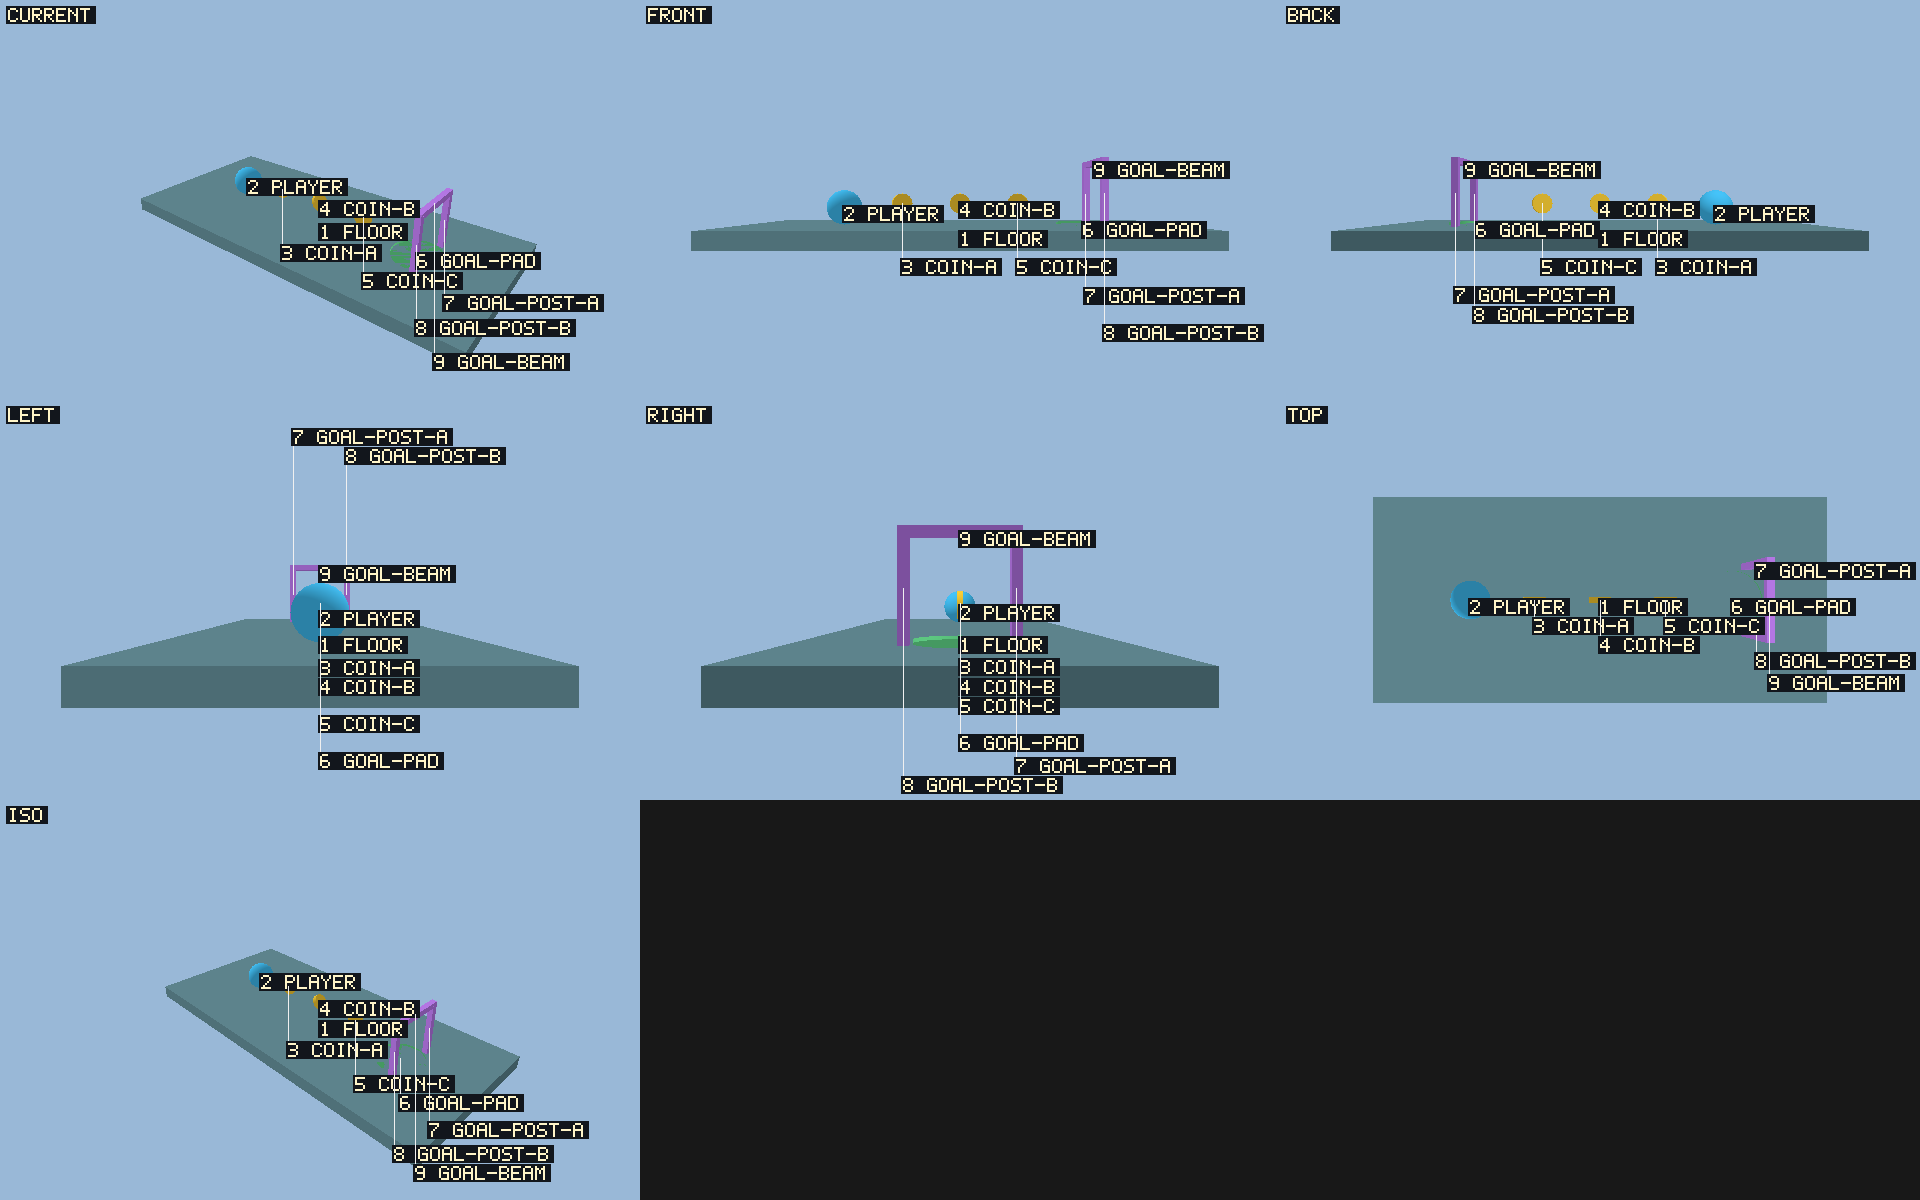 CURRENT
2 PLAYER
4 COIN-B
1 FLOOR
3 COIN-A
6 GOAL-PAD
5 COIN-C
7 GOAL-POST-A
8 GOAL-POST-B
9 GOAL-BEAM
FRONT
9 GOAL-BEAM
2 PLAYER
4 COIN-B
6 GOAL-PAD
1 FLOOR
3 COIN-A
5 COIN-C
7 GOAL-POST-A
8 GOAL-POST-B
BACK
9 GOAL-BEAM
4 COIN-B
2 PLAYER
6 GOAL-PAD
1 FLOOR
5 COIN-C
3 COIN-A
7 GOAL-POST-A
8 GOAL-POST-B
LEFT
7 GOAL-POST-A
8 GOAL-POST-B
9 GOAL-BEAM
2 PLAYER
1 FLOOR
3 COIN-A
4 COIN-B
5 COIN-C
6 GOAL-PAD
RIGHT
9 GOAL-BEAM
2 PLAYER
1 FLOOR
3 COIN-A
4 COIN-B
5 COIN-C
6 GOAL-PAD
7 GOAL-POST-A
8 GOAL-POST-B
TOP
7 GOAL-POST-A
2 PLAYER
1 FLOOR
6 GOAL-PAD
3 COIN-A
5 COIN-C
4 COIN-B
8 GOAL-POST-B
9 GOAL-BEAM
ISO
2 PLAYER
4 COIN-B
1 FLOOR
3 COIN-A
5 COIN-C
6 GOAL-PAD
7 GOAL-POST-A
8 GOAL-POST-B
9 GOAL-BEAM